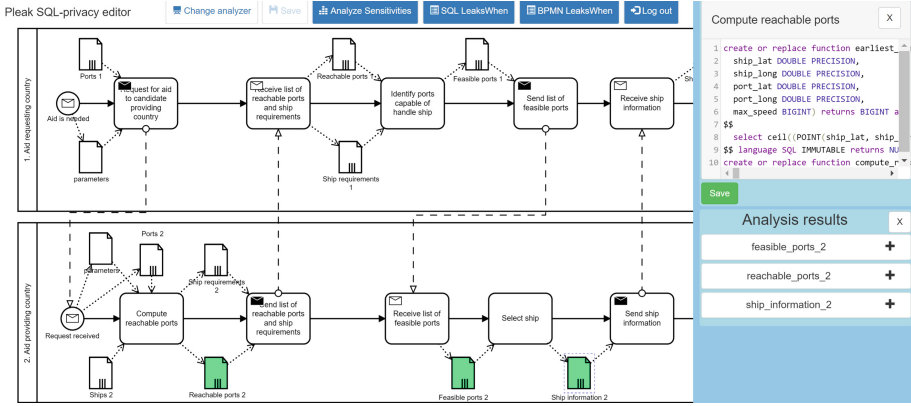 Pleak SQL-privacy editor
Change analyzer
Save
Analyze Sensitivities
SQL LeaksWhen
BPMN LeaksWhen
Log out
1. Aid requesting country
Ports 1
Aid is needed
Request for aid
to candidate
providing
country
parameters
Receive list of
reachable ports
and ship
requirements
Reachable ports 1
Ship requirements
1
Identify ports
capable of
handle ship
Feasible ports 1
Send list of
feasible ports
Receive ship
information
Sh
2. Aid providing country
parameters
Ports 2
Request received
Compute
reachable ports
Ships 2
Ship requirements
2
Reachable ports 2
Send list of
reachable ports
and ship
requirements
Receive list of
feasible ports
Feasible ports 2
Select ship
Ship information 2
Send ship
information
Compute reachable ports
X
1 create or replace function earliest_
2 ship_lat DOUBLE PRECISION,
3 ship_long DOUBLE PRECISION,
4 port_lat DOUBLE PRECISION,
5 port_long DOUBLE PRECISION,
6 max_speed BIGINT) returns BIGINT a
7 $$
8 select ceil((POINT(ship_lat, ship_
9 $$ language SQL IMMUTABLE returns NU
10 create or replace function compute_r
Save
Analysis results
X
feasible_ports_2 +
reachable_ports_2 +
ship_information_2 +